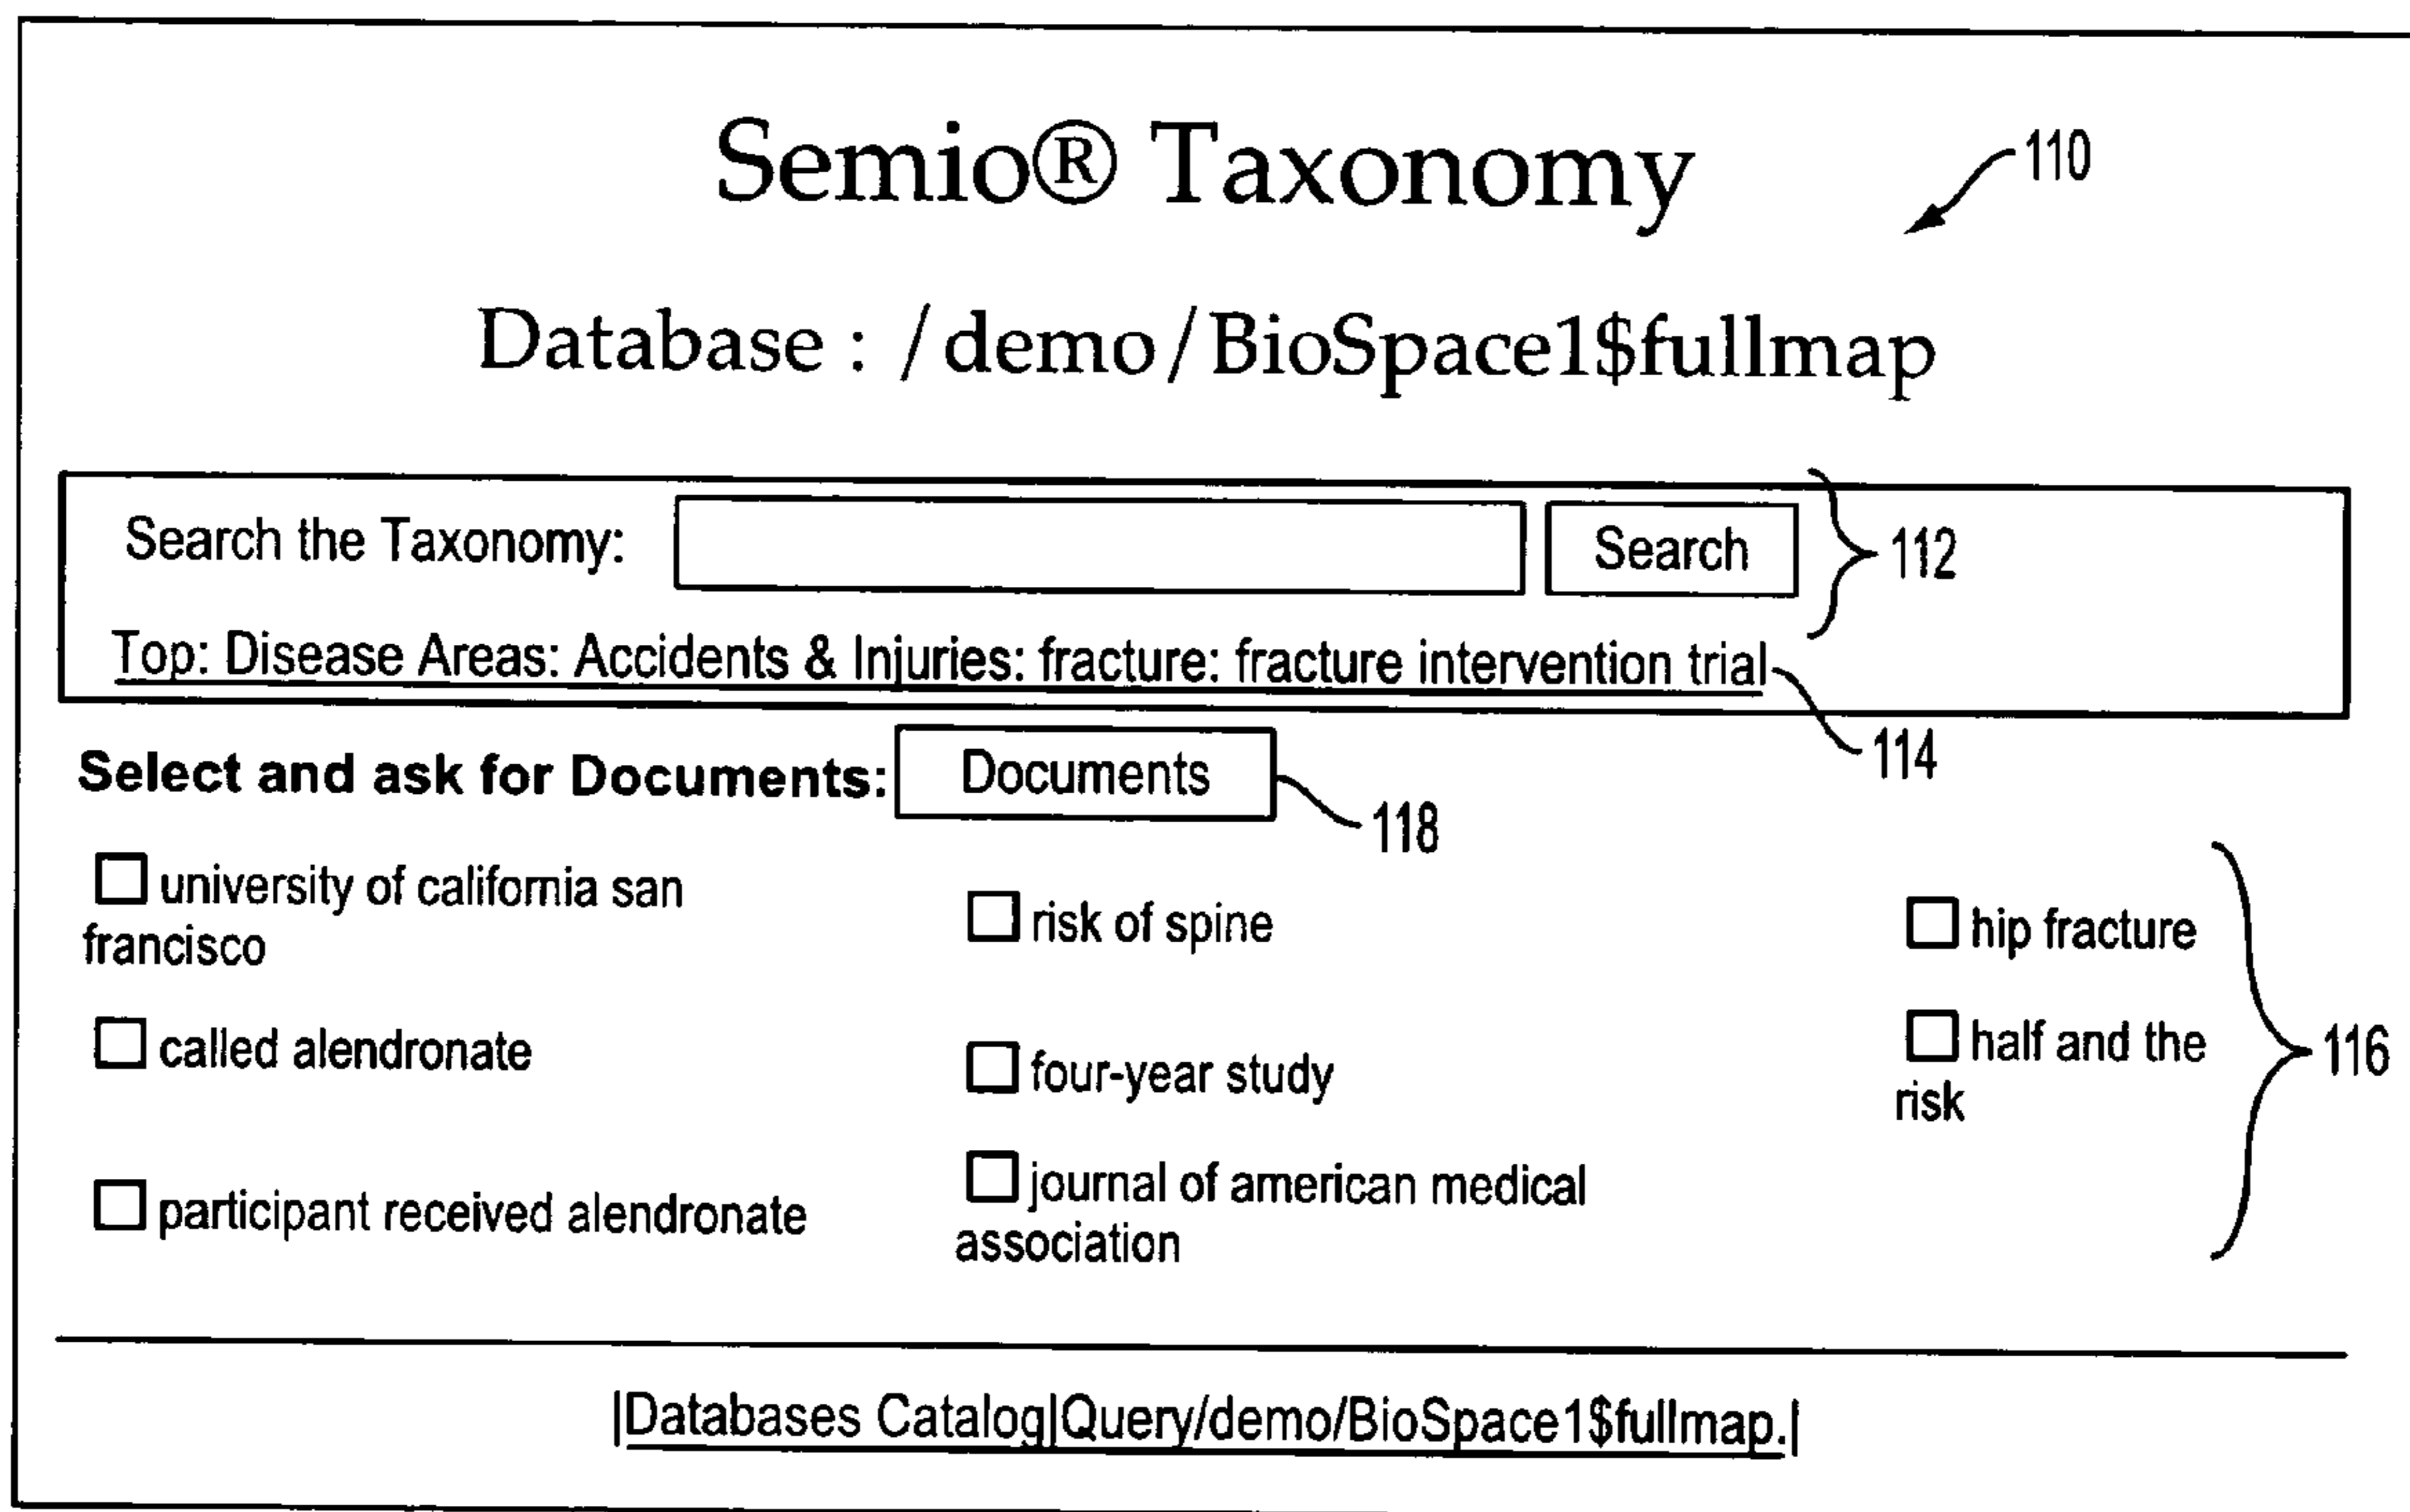 Semio® Taxonomy
110
Database : /demo/BioSpace1$fullmap
Search the Taxonomy:
Search
112
Top: Disease Areas: Accidents & Injuries: fracture: fracture intervention trial
114
Select and ask for Documents:
Documents
118
university of california san
francisco
risk of spine
hip fracture
called alendronate
four-year study
half and the
risk
116
participant received alendronate
journal of american medical
association
|Databases Catalog|Query/demo/BioSpace1$fullmap.|